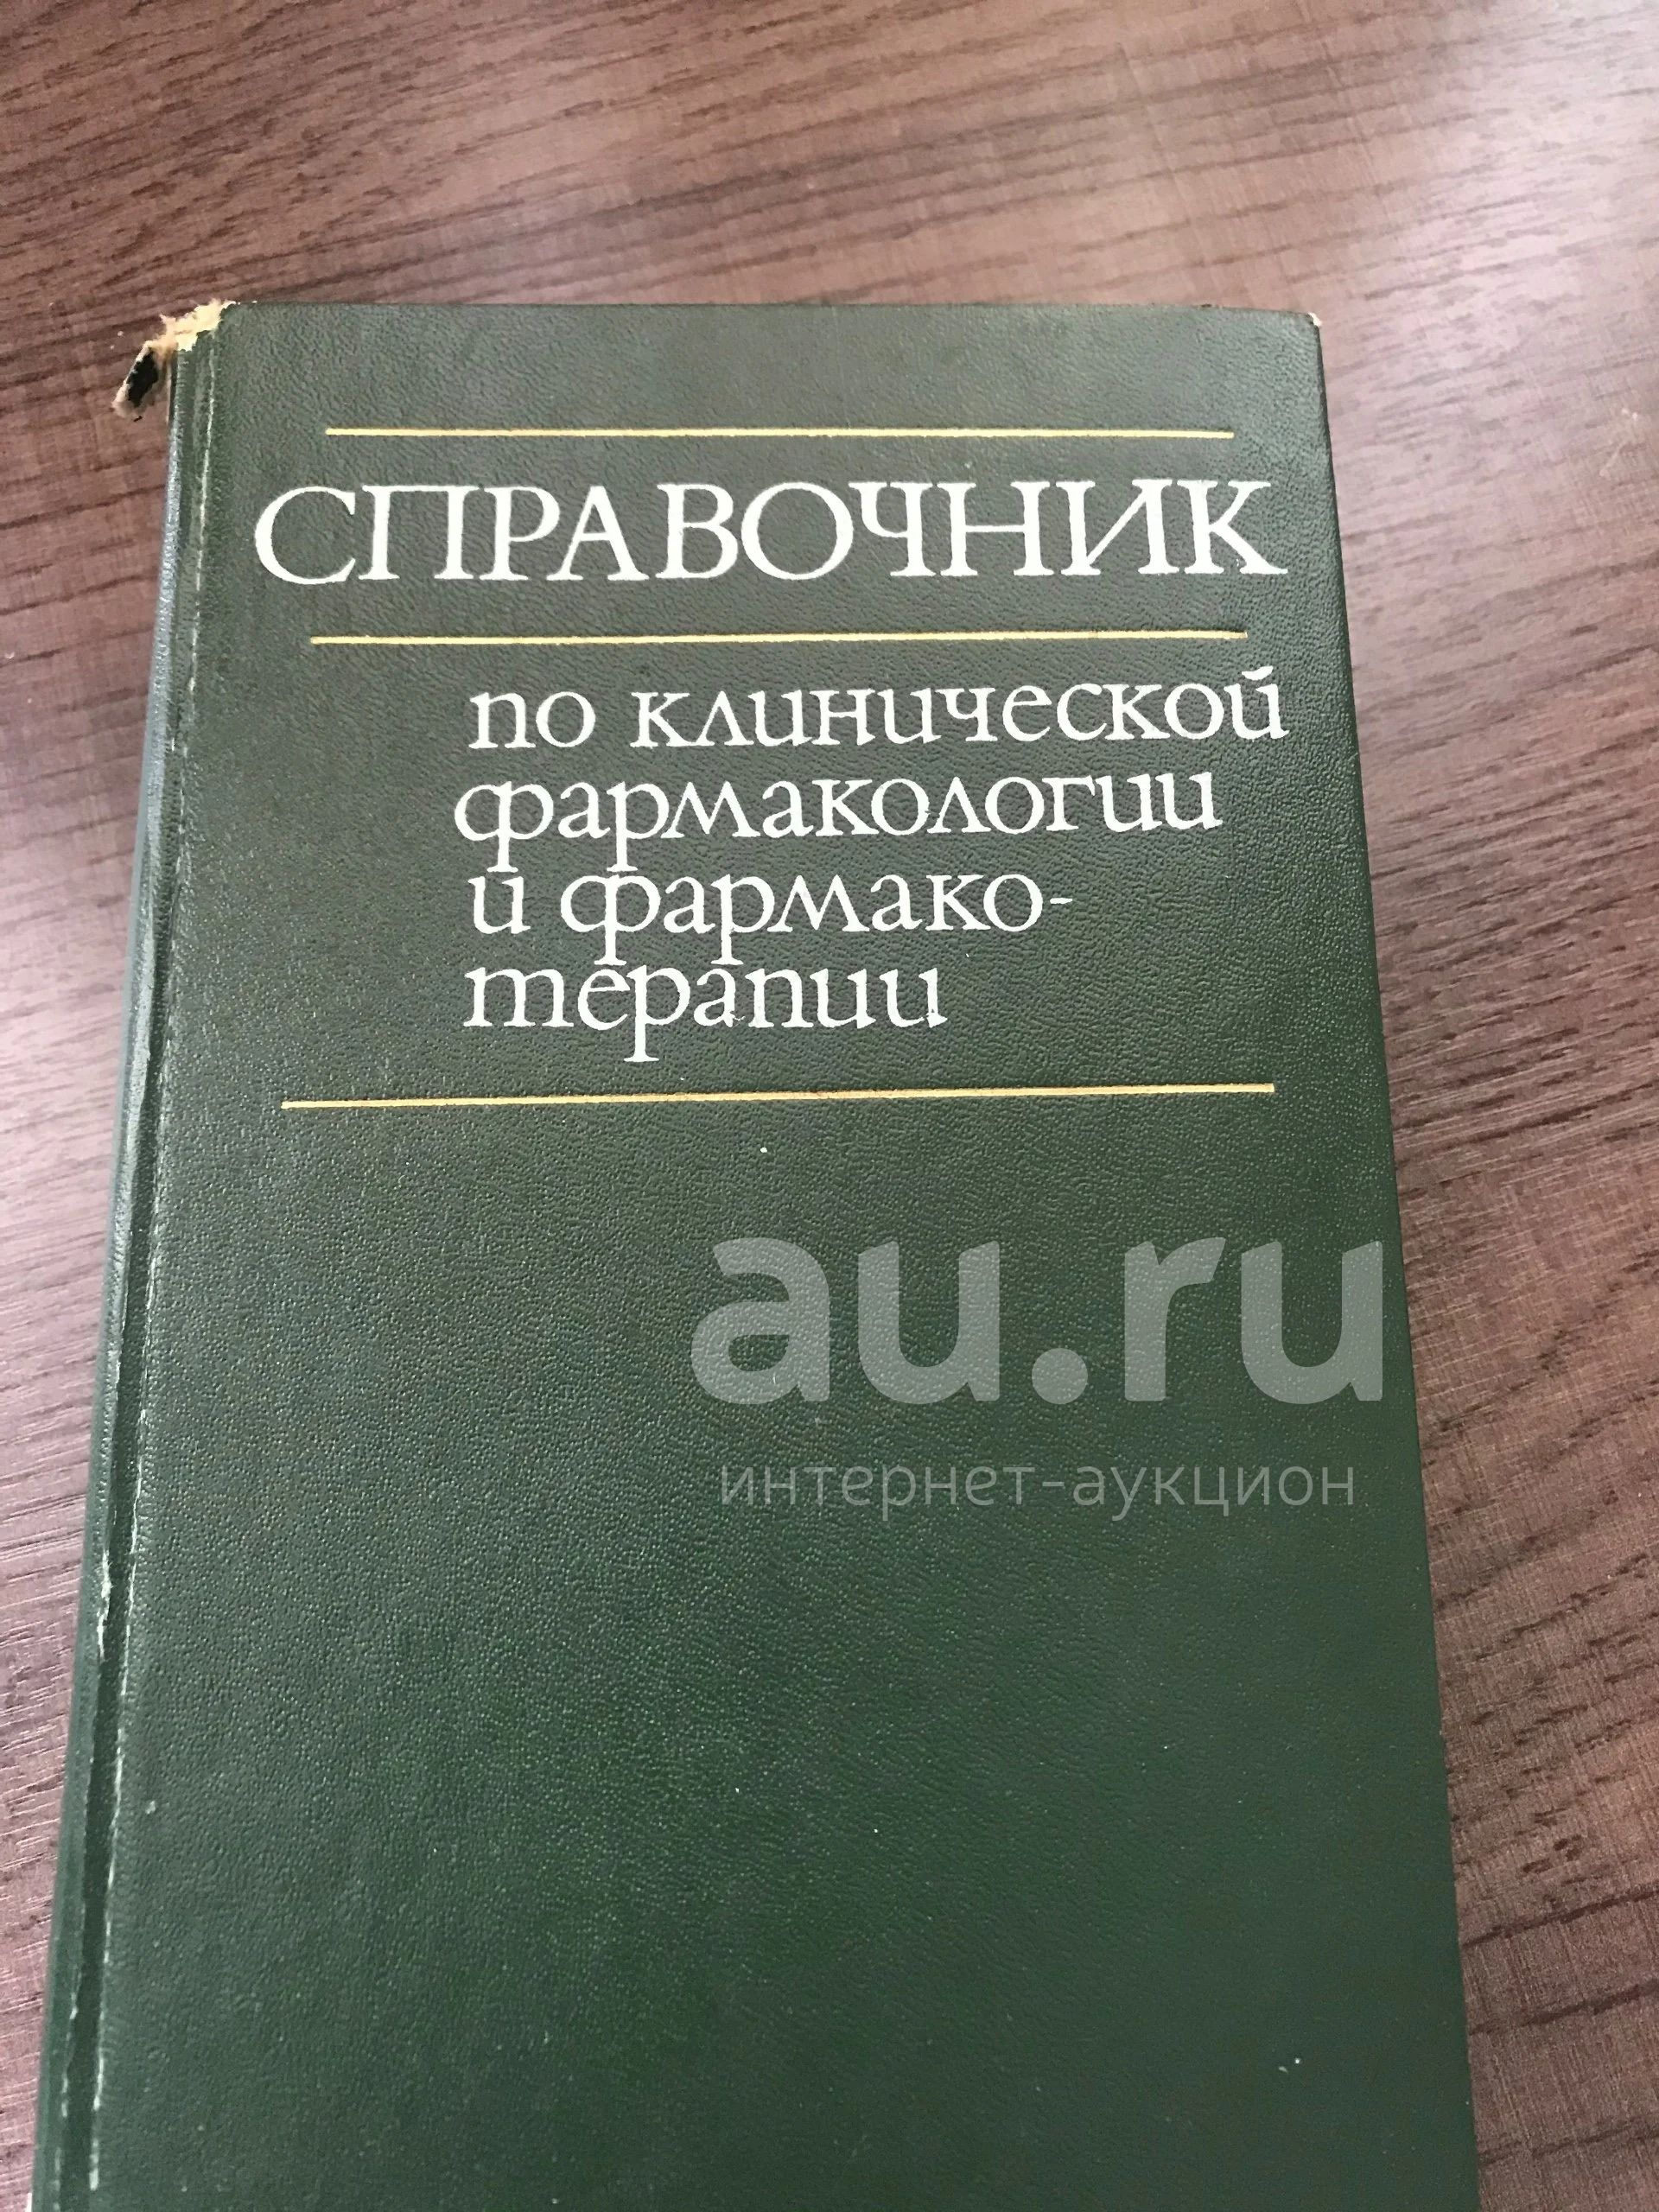 СПРАВОЧНИК
по клинической
фармакологии
и фармако-
терапии
au.ru
интернет-аукцион